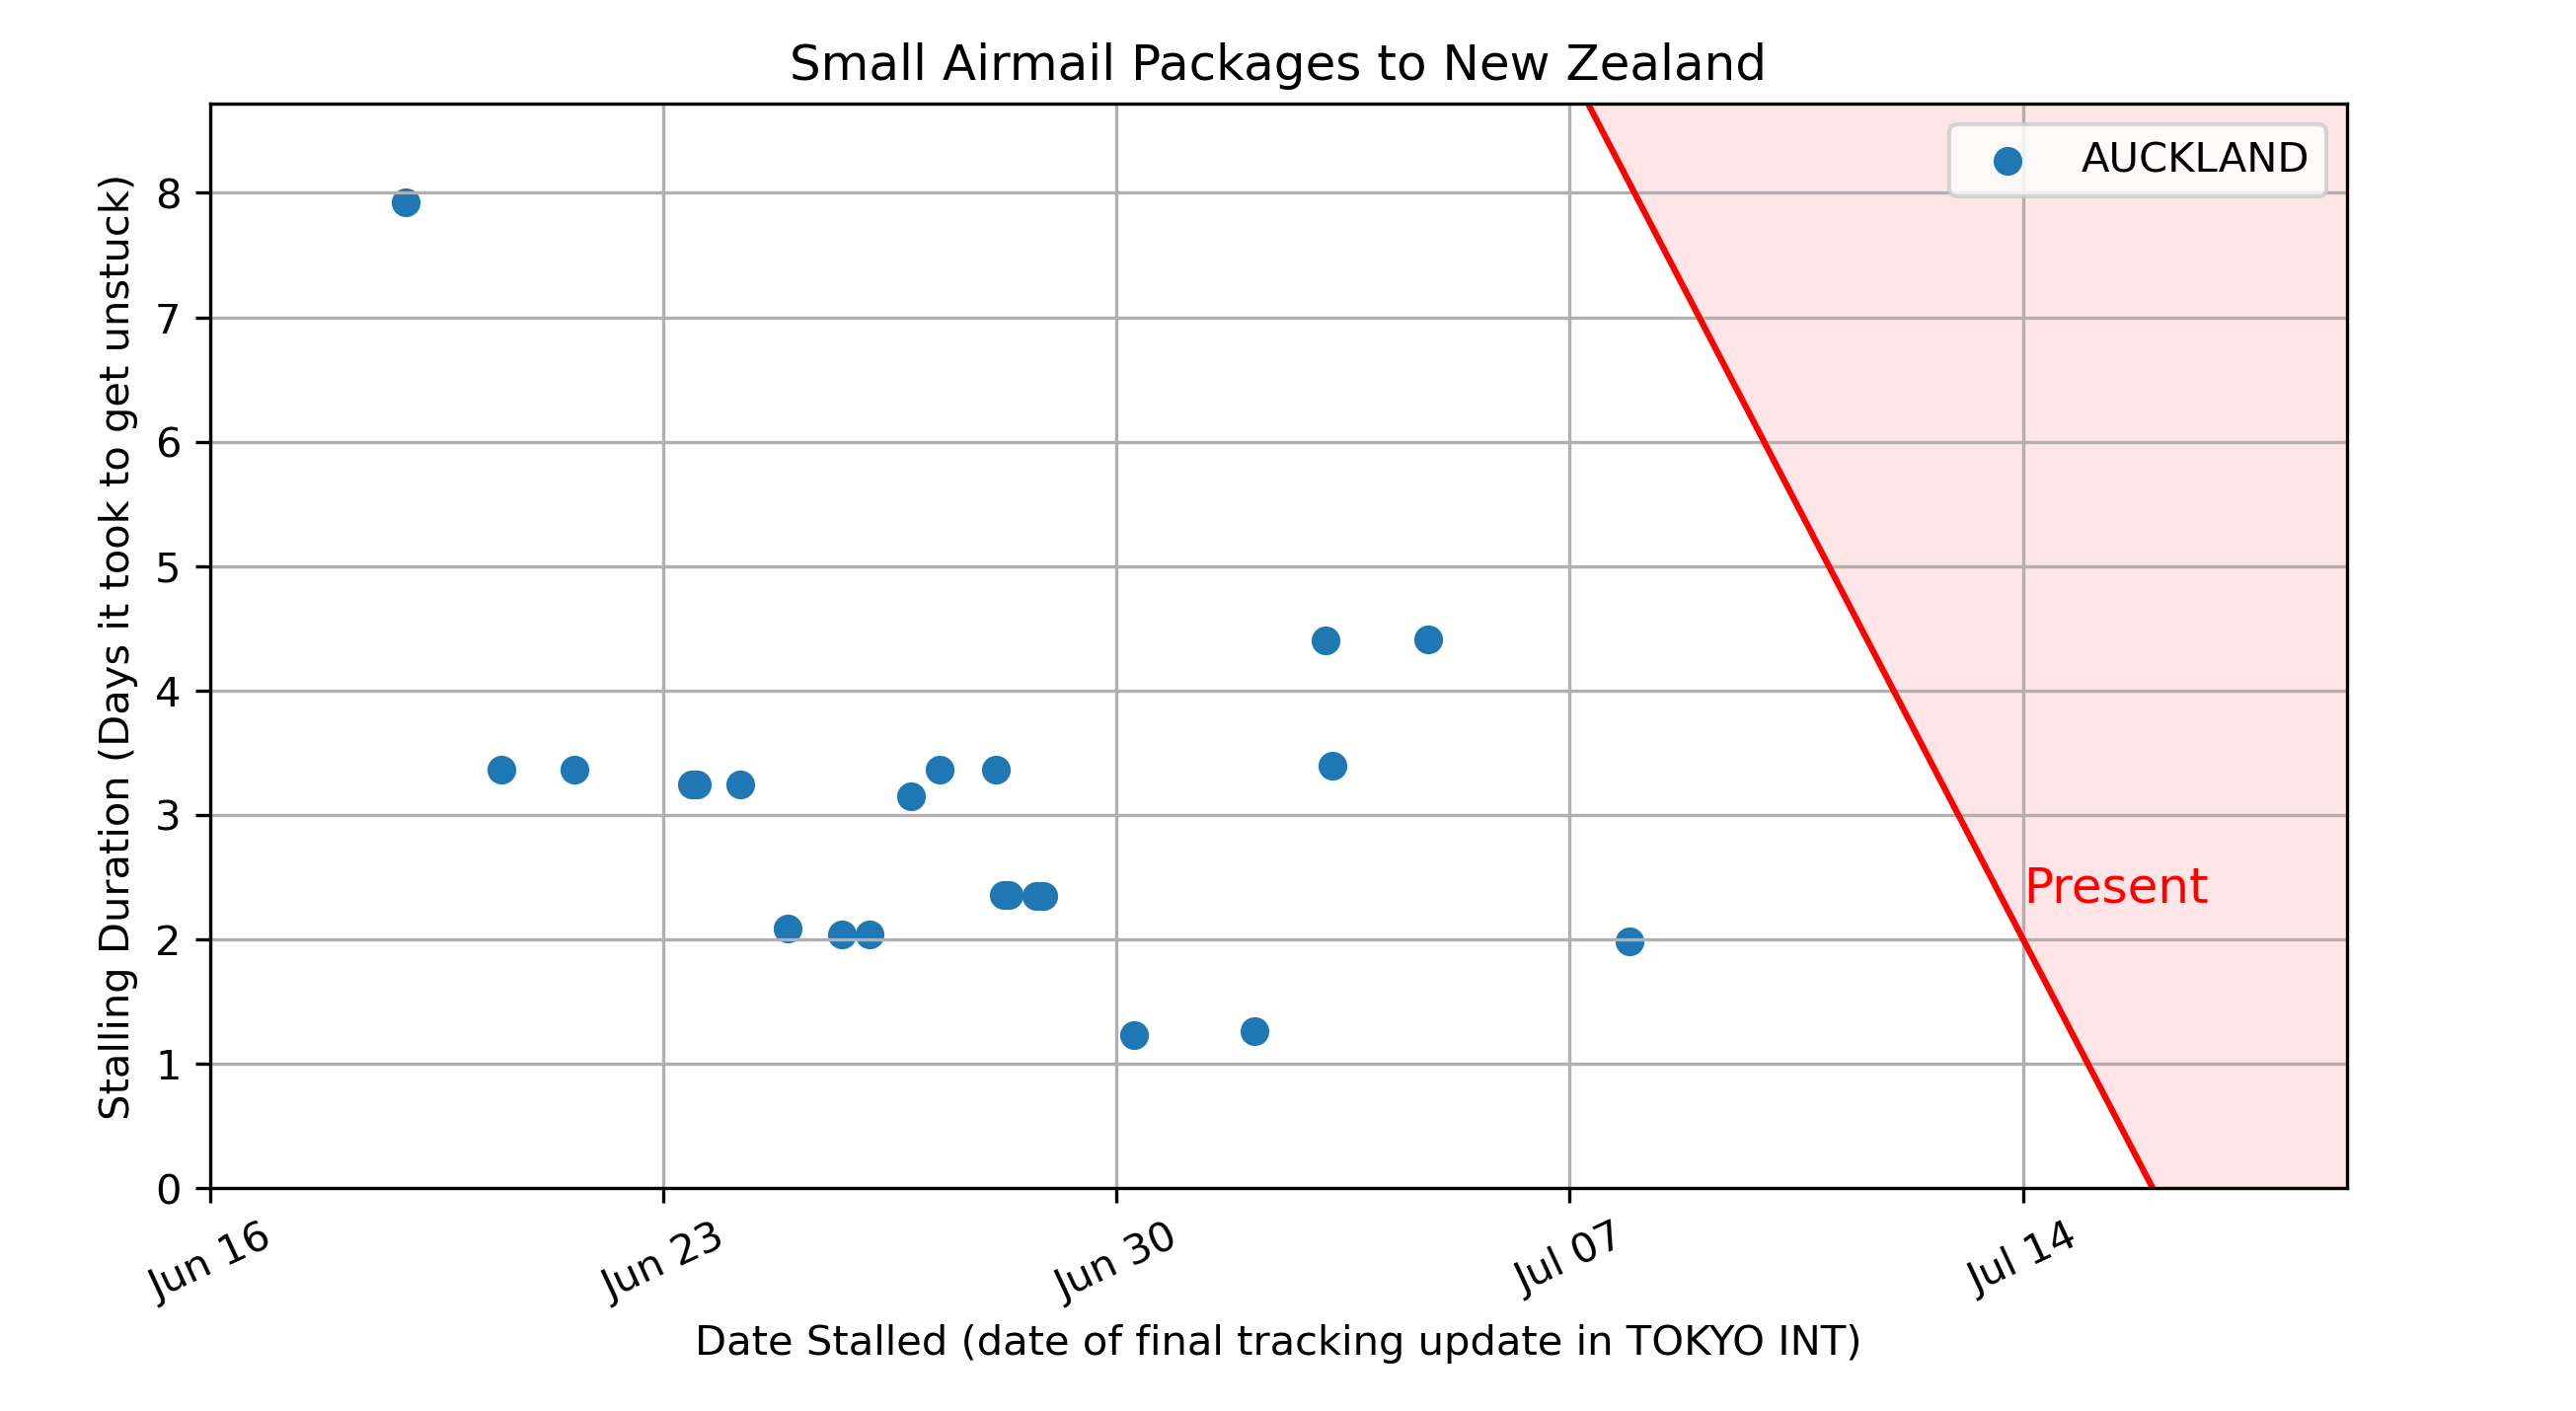 Small Airmail Packages to New Zealand
AUCKLAND
Stalling Duration (Days it took to get unstuck)
8
7
6
5
4
3
2
1
0
Present
Jun 16
Jun 23
Jun 30
Jul 07
Jul 14
Date Stalled (date of final tracking update in TOKYO INT)